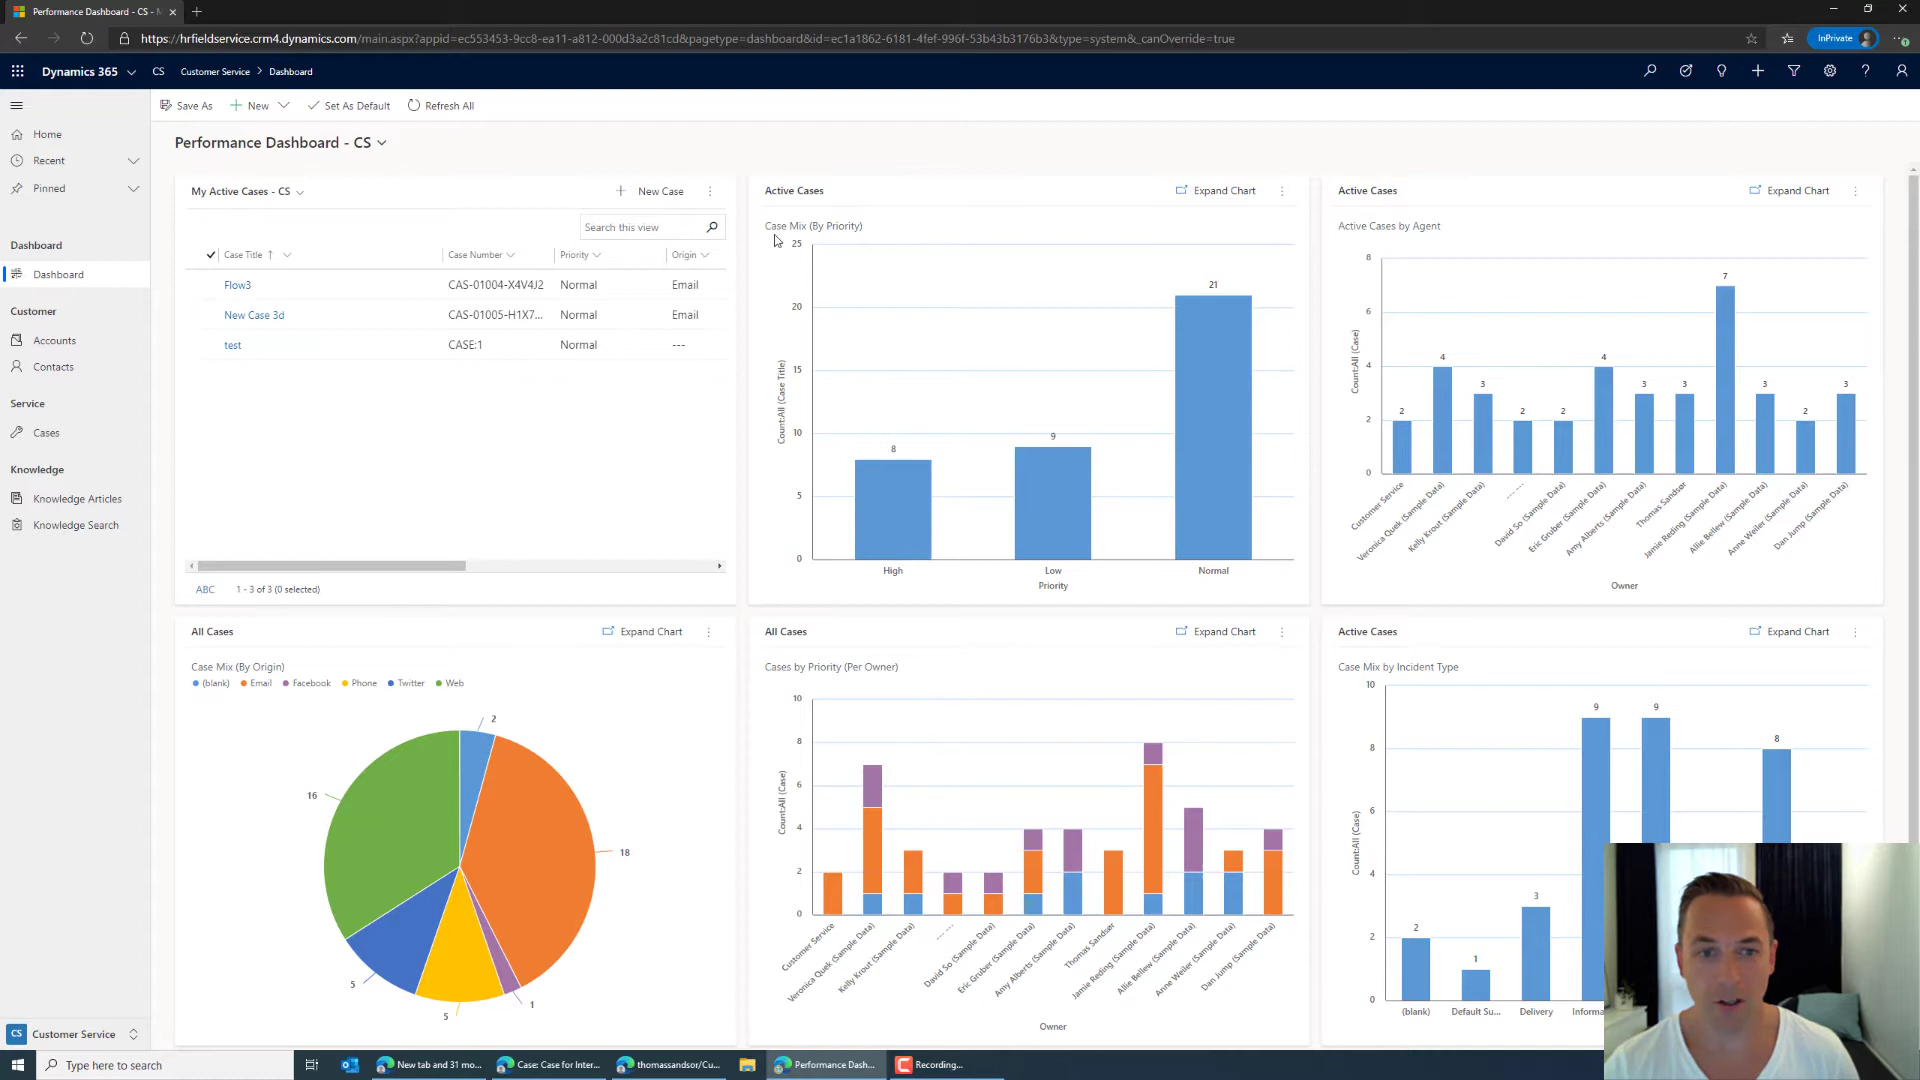 Performance Dashboard - CS - M
https://hrfieldservice.crm4.dynamics.com/main.aspx?appid=ec553453-9cc8-ea11-a812-000d3a2c81cd&pagetype=dashboard&id=ec1a1862-6181-4fef-996f-53b43b3176b3&type=system&_canOverride=true
InPrivate
Dynamics 365 CS Customer Service > Dashboard
Save As New Set As Default Refresh All
Home
Recent
Pinned
Dashboard
Dashboard
Customer
Accounts
Contacts
Service
Cases
Knowledge
Knowledge Articles
Knowledge Search
CS Customer Service
Performance Dashboard - CS
My Active Cases - CS
New Case
Search this view
Case Title Case Number Priority Origin
Flow3 CAS-01004-X4V4J2 Normal Email
New Case 3d CAS-01005-H1X7... Normal Email
test CASE:1 Normal ---
ABC 1 - 3 of 3 (0 selected)
Active Cases Expand Chart
Case Mix (By Priority)
25
20
15
10
5
0
Count:All (Case Title)
8 9 21
High Low Normal
Priority
Active Cases Expand Chart
Active Cases by Agent
8
6
4
2
0
Count:All (Case)
2 4 3 2 2 4 3 3 7 3 2 3
Customer Service
Veronica Quek (Sample Data)
Kelly Krout (Sample Data)
--- ---
David So (Sample Data)
Eric Gruber (Sample Data)
Amy Alberts (Sample Data)
Thomas Sandsør
Jamie Reding (Sample Data)
Allie Bellew (Sample Data)
Anne Weiler (Sample Data)
Dan Jump (Sample Data)
Owner
All Cases Expand Chart
Case Mix (By Origin)
(blank) Email Facebook Phone Twitter Web
2
18
1
5
5
16
All Cases Expand Chart
Cases by Priority (Per Owner)
10
8
6
4
2
0
Count:All (Case)
Customer Service
Veronica Quek (Sample Data)
Kelly Krout (Sample Data)
--- ---
David So (Sample Data)
Eric Gruber (Sample Data)
Amy Alberts (Sample Data)
Thomas Sandsør
Jamie Reding (Sample Data)
Allie Bellew (Sample Data)
Anne Weiler (Sample Data)
Dan Jump (Sample Data)
Owner
Active Cases Expand Chart
Case Mix by Incident Type
10
8
6
4
2
0
Count:All (Case)
2 1 3 9 9 8
(blank) Default Su... Delivery Informa
Type here to search
New tab and 31 mo...
Case: Case for Inter...
thomassandsor/Cu...
Performance Dash...
Recording...